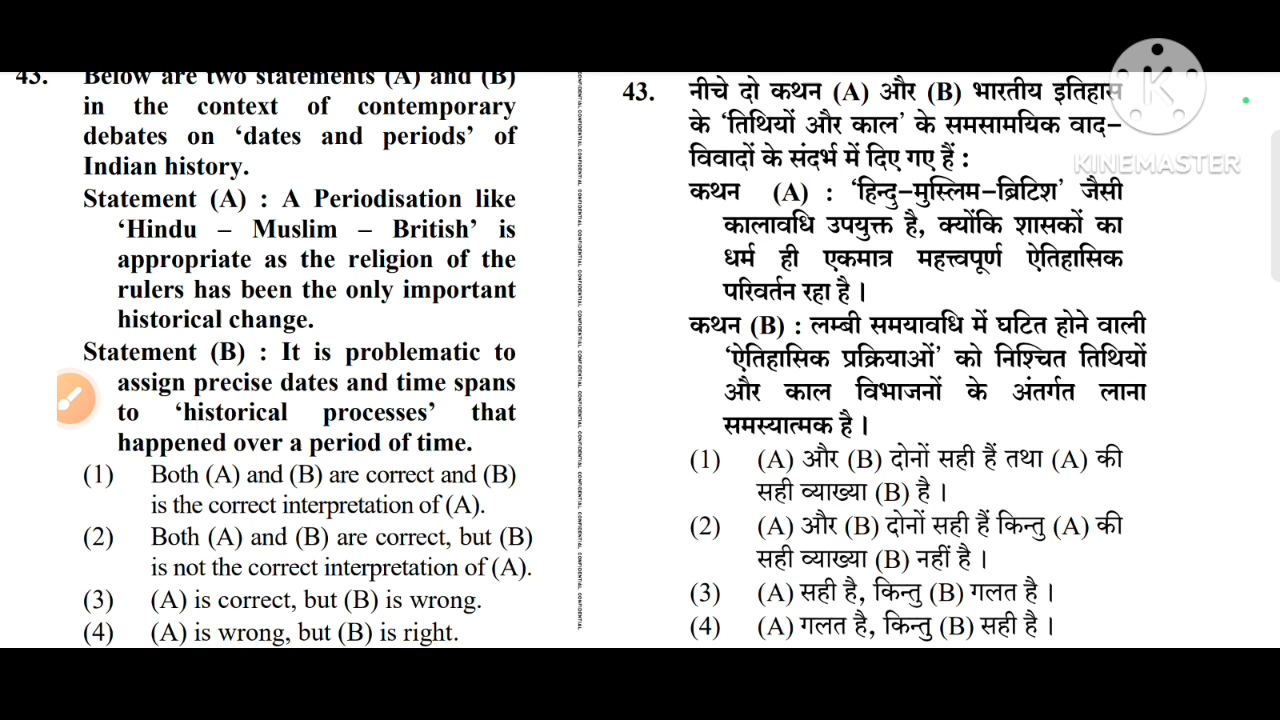 43. Below are two statements (A) and (B)
in the context of contemporary
debates on ‘dates and periods’ of
Indian history.
Statement (A) : A Periodisation like
‘Hindu – Muslim – British’ is
appropriate as the religion of the
rulers has been the only important
historical change.
Statement (B) : It is problematic to
assign precise dates and time spans
to ‘historical processes’ that
happened over a period of time.
(1) Both (A) and (B) are correct and (B)
is the correct interpretation of (A).
(2) Both (A) and (B) are correct, but (B)
is not the correct interpretation of (A).
(3) (A) is correct, but (B) is wrong.
(4) (A) is wrong, but (B) is right.
43. नीचे दो कथन (A) और (B) भारतीय इतिहास
के ‘तिथियों और काल’ के समसामयिक वाद–
विवादों के संदर्भ में दिए गए हैं :
कथन (A) : ‘हिन्दु–मुस्लिम–ब्रिटिश’ जैसी
कालावधि उपयुक्त है, क्योंकि शासकों का
धर्म ही एकमात्र महत्त्वपूर्ण ऐतिहासिक
परिवर्तन रहा है।
कथन (B) : लम्बी समयावधि में घटित होने वाली
‘ऐतिहासिक प्रक्रियाओं’ को निश्चित तिथियों
और काल विभाजनों के अंतर्गत लाना
समस्यात्मक है।
(1) (A) और (B) दोनों सही हैं तथा (A) की
सही व्याख्या (B) है।
(2) (A) और (B) दोनों सही हैं किन्तु (A) की
सही व्याख्या (B) नहीं है।
(3) (A) सही है, किन्तु (B) गलत है।
(4) (A) गलत है, किन्तु (B) सही है।
K
KINEMASTER